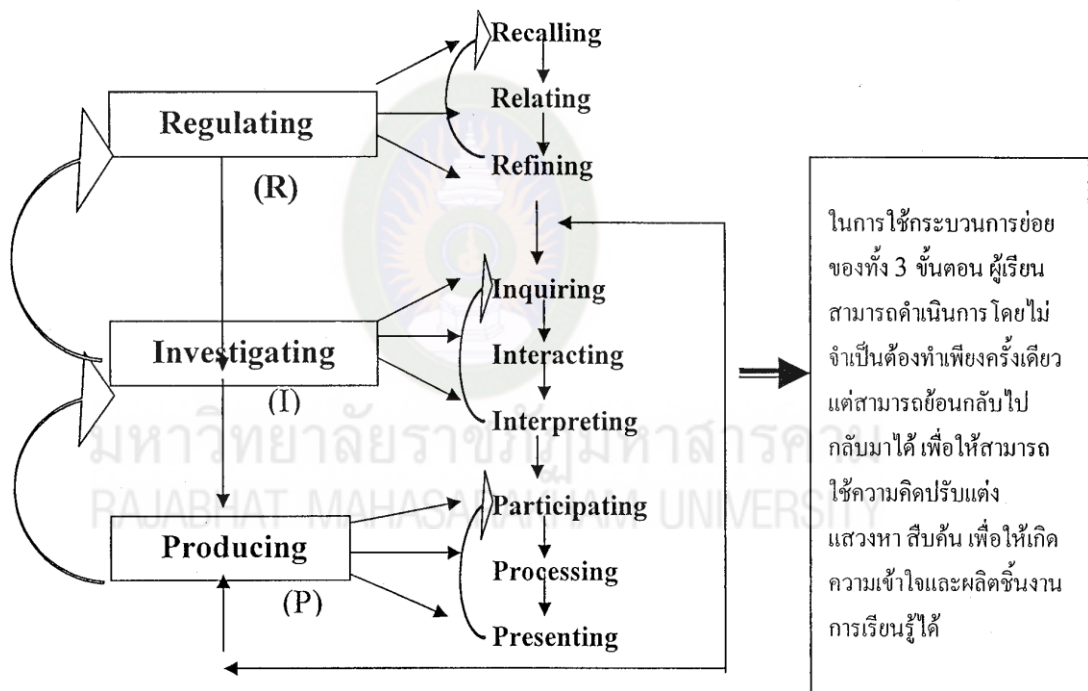 Recalling
Relating
Regulating
Refining
(R)
ในการใช้กระบวนการย่อย
ของทั้ง 3 ขั้นตอน ผู้เรียน
สามารถดำเนินการ โดยไม่
จำเป็นต้องทำเพียงครั้งเดียว
แต่สามารถย้อนกลับไป
กลับมาได้ เพื่อให้สามารถ
ใช้ความคิดปรับแต่ง
แสวงหา สืบค้น เพื่อให้เกิด
ความเข้าใจและผลิตชิ้นงาน
การเรียนรู้ได้
Inquiring
Investigating
Interacting
(I)
Interpreting
มหาวิทยาลัยราชภัฏมหาสารคาม
RAJABHAT MAHASARAKHAM UNIVERSITY
Participating
Producing
Processing
(P)
Presenting